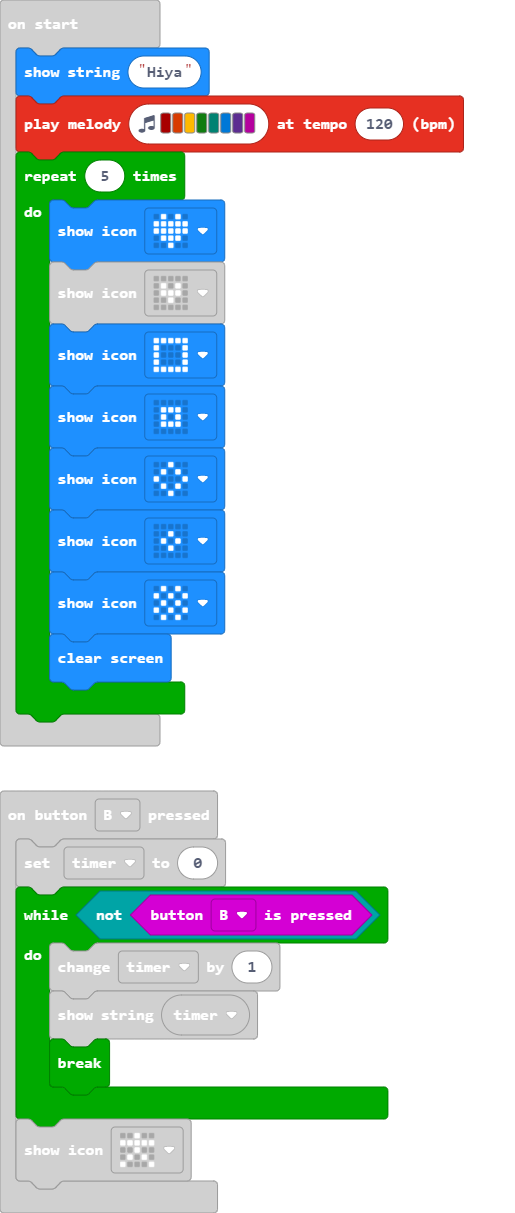 on start
show string "Hiya"
play melody at tempo 120 (bpm)
repeat 5 times
do
show icon
show icon
show icon
show icon
show icon
show icon
show icon
clear screen
on button B pressed
set timer to 0
while not button B is pressed
do
change timer by 1
show string timer
break
show icon